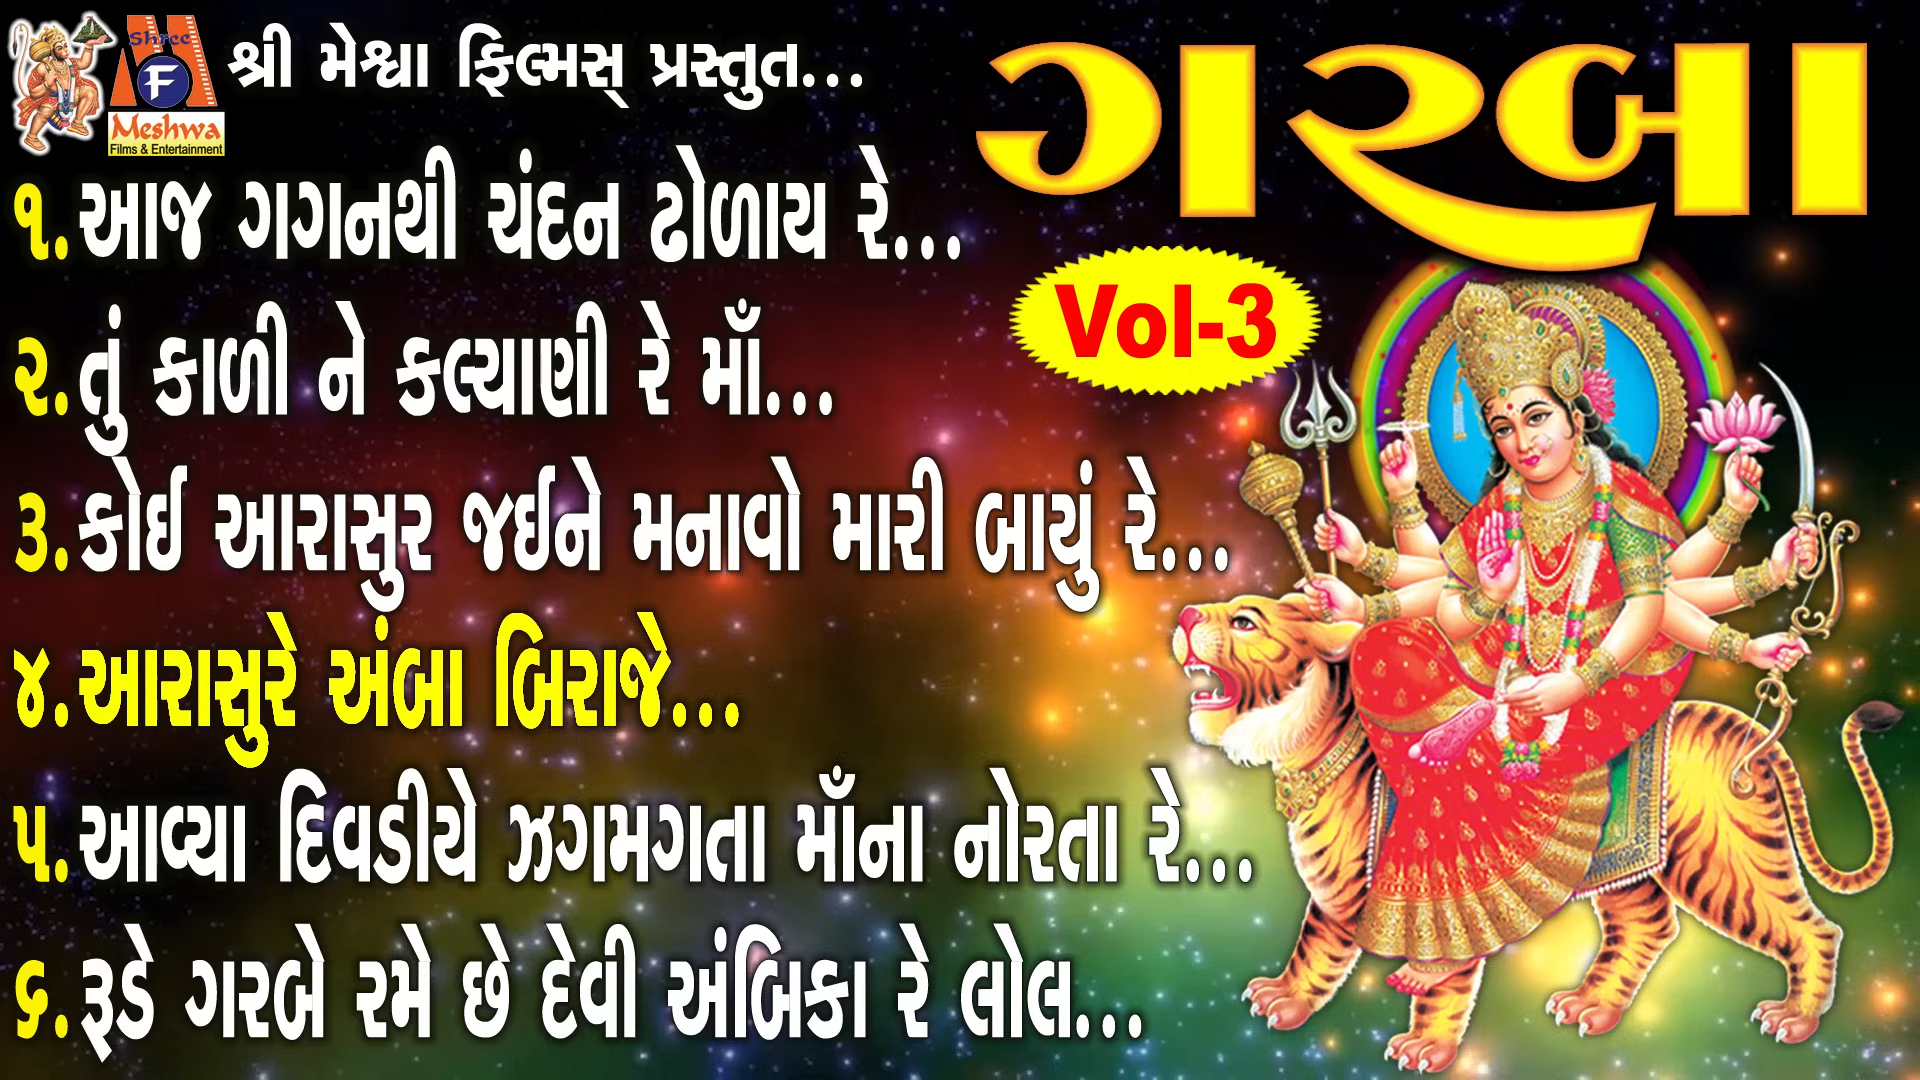 Shree
F
Meshwa
Films & Entertainment
શ્રી મેશ્વા ફિલ્મસ્ પ્રસ્તુત...
ગરબા
Vol-3
૧. આજ ગગનથી ચંદન ઢોળાય રે...
૨. તું કાળી ને કલ્યાણી રે માઁ...
૩. કોઈ આરાસુર જઈને મનાવો મારી બાયું રે...
૪. આરાસુરે અંબા બિરાજે...
૫. આવ્યા દિવડીયે ઝગમગતા માઁના નોરતા રે...
૬. રૂડે ગરબે રમે છે દેવી અંબિકા રે લોલ...